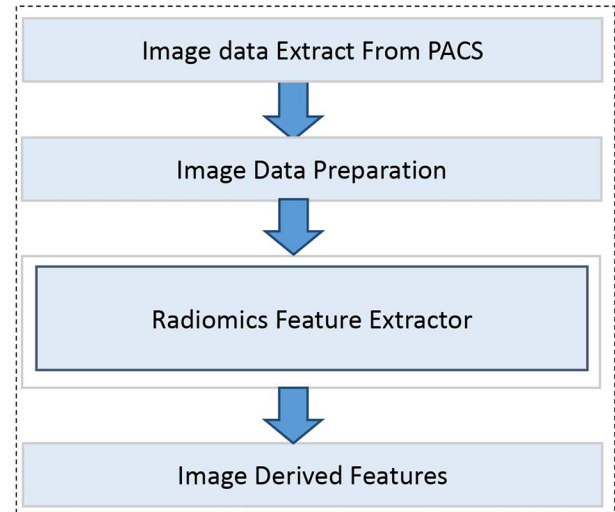 Image data Extract From PACS
Image Data Preparation
Radiomics Feature Extractor
Image Derived Features